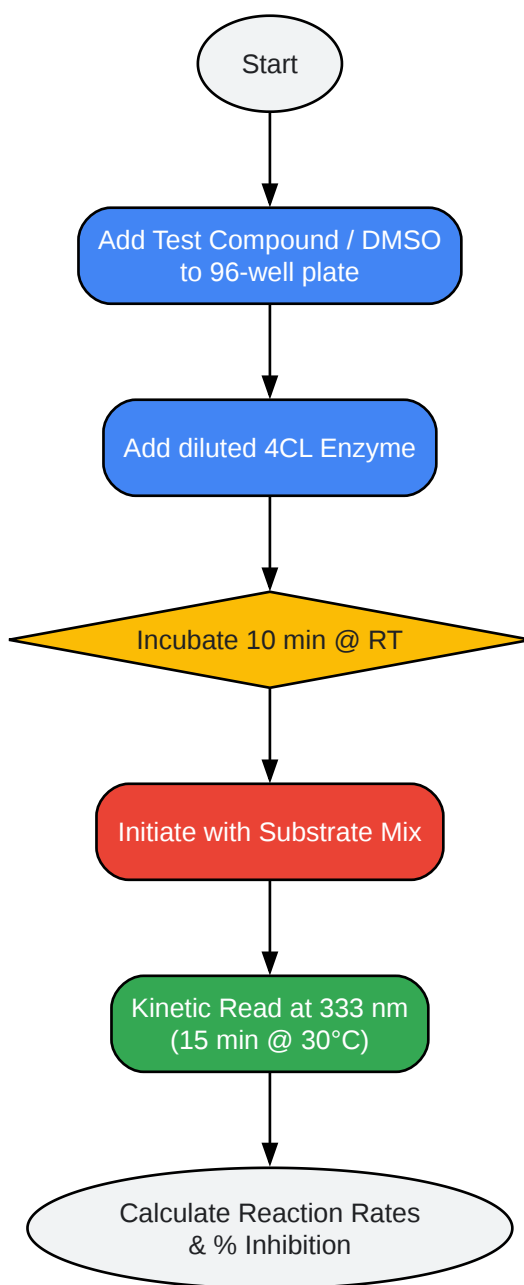 Start
Add Test Compound / DMSO
to 96-well plate
Add diluted 4CL Enzyme
Incubate 10 min @ RT
Initiate with Substrate Mix
Kinetic Read at 333 nm
(15 min @ 30°C)
Calculate Reaction Rates
& % Inhibition